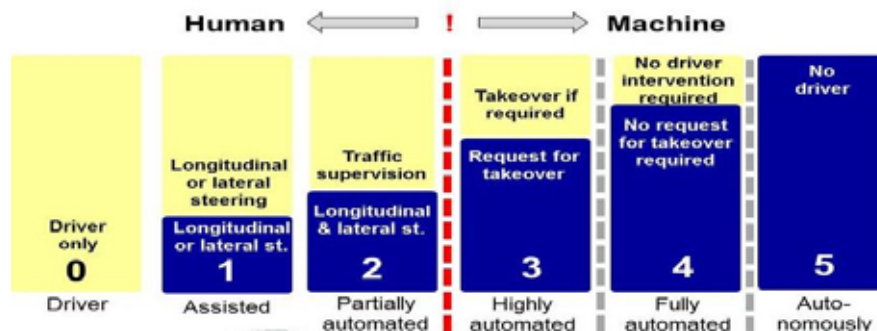 Human ! Machine
Driver
only
0
Driver
Longitudinal
or lateral
steering
Longitudinal
or lateral st.
1
Assisted
Traffic
supervision
Longitudinal
& lateral st.
2
Partially
automated
Takeover if
required
Request for
takeover
3
Highly
automated
No driver
intervention
required
No request
for takeover
required
4
Fully
automated
No
driver
5
Auto-
nomously